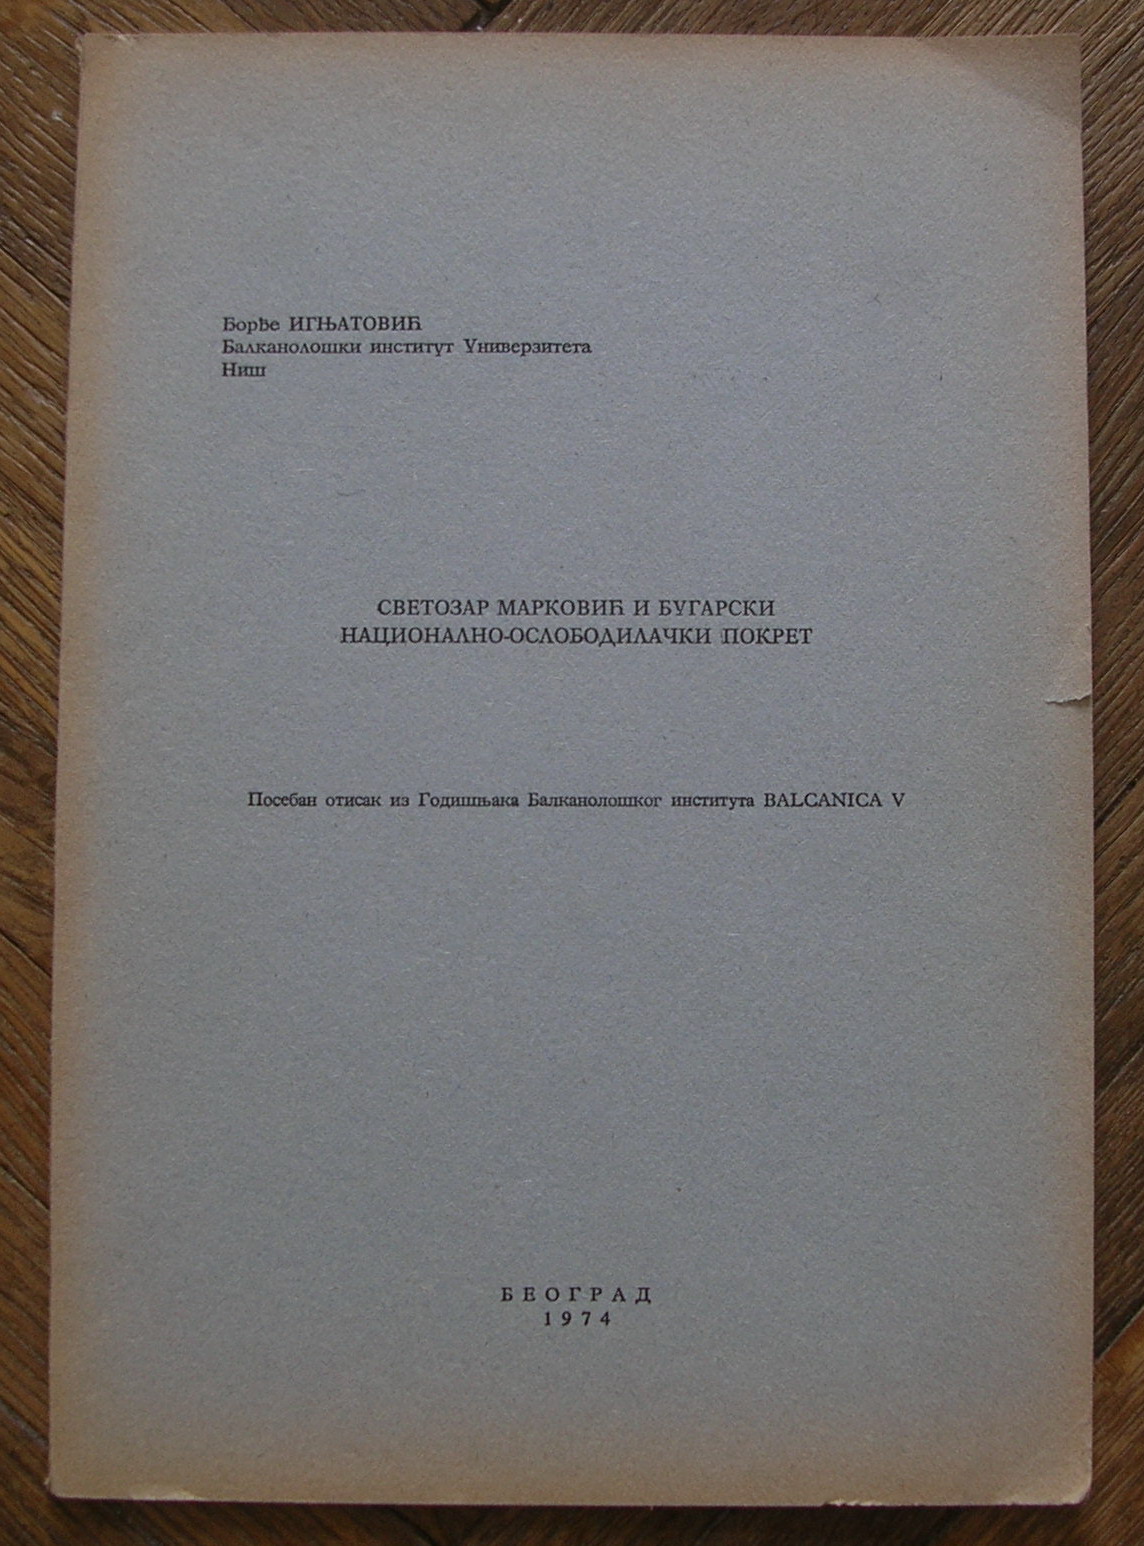 Ђорђе ИГЊАТОВИЋ
Балканолошки институт Универзитета
Ниш
СВЕТОЗАР МАРКОВИЋ И БУГАРСКИ
НАЦИОНАЛНО-ОСЛОБОДИЛАЧКИ ПОКРЕТ
Посебан отисак из Годишњака Балканолошког института BALCANICA V
БЕОГРАД
1974